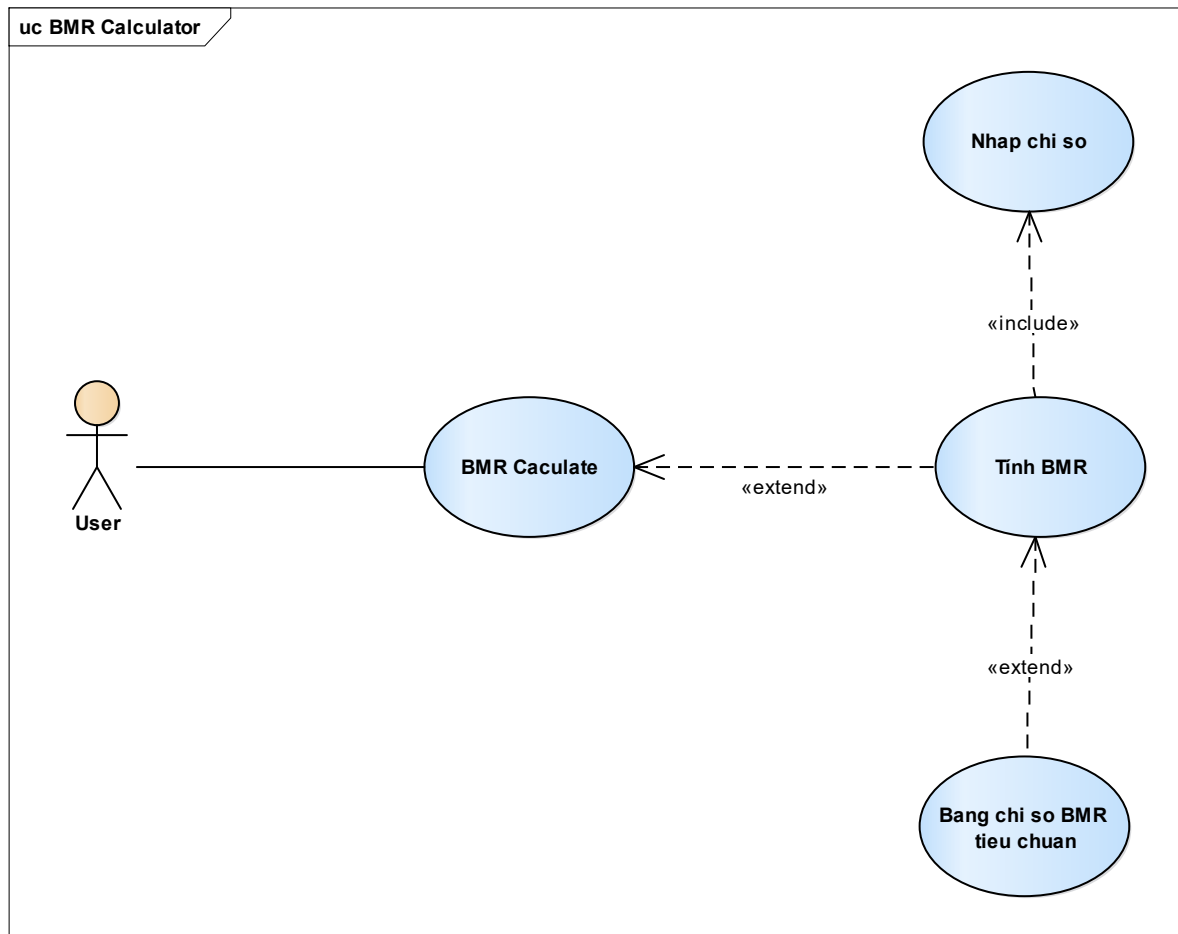 uc BMR Calculator
Nhap chi so
«include»
User
BMR Caculate
«extend»
Tính BMR
«extend»
Bang chi so BMR
tieu chuan